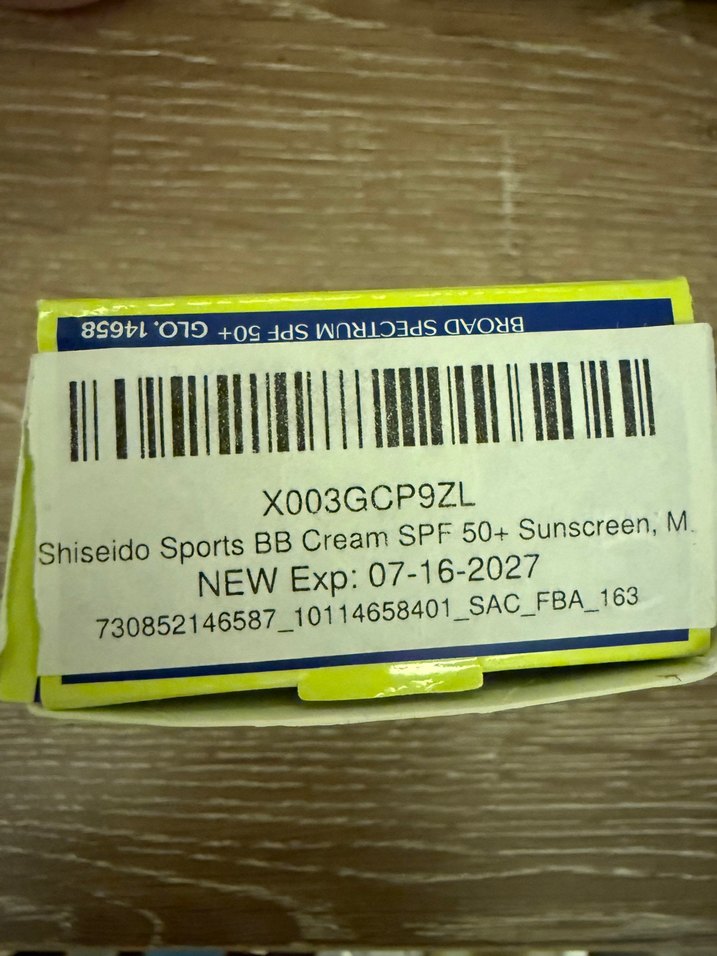 BROAD SPECTRUM SPF 50+ GLO. 14658
X003GCP9ZL
Shiseido Sports BB Cream SPF 50+ Sunscreen, M
NEW Exp: 07-16-2027
730852146587_10114658401_SAC_FBA_163